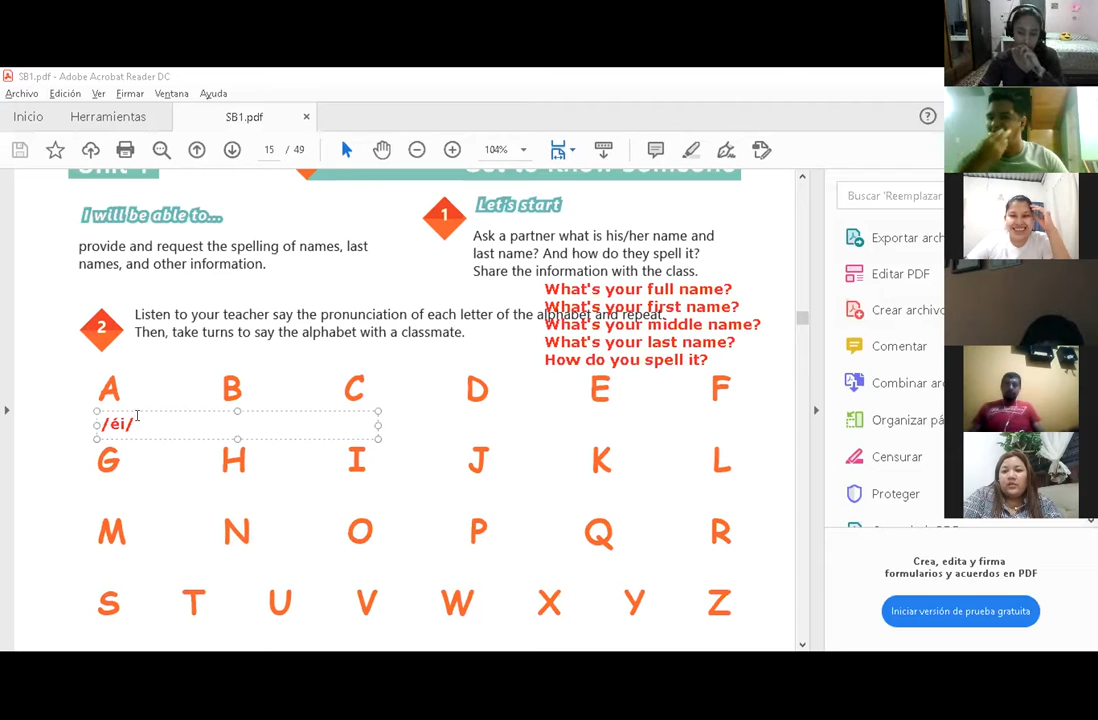 SB1.pdf - Adobe Acrobat Reader DC
Archivo Edición Ver Firmar Ventana Ayuda
Inicio Herramientas SB1.pdf ×
15 / 49 104%
I will be able to...
provide and request the spelling of names, last
names, and other information.
1 Let's start
Ask a partner what is his/her name and
last name? And how do they spell it?
Share the information with the class.
What's your full name?
What's your first name?
What's your middle name?
What's your last name?
How do you spell it?
2 Listen to your teacher say the pronunciation of each letter of the alphabet and repeat.
Then, take turns to say the alphabet with a classmate.
A B C D E F
/éi/
G H I J K L
M N O P Q R
S T U V W X Y Z
Buscar 'Reemplazar
Exportar arch
Editar PDF
Crear archivo
Comentar
Combinar arc
Organizar pá
Censurar
Proteger
Crea, edita y firma
formularios y acuerdos en PDF
Iniciar versión de prueba gratuita